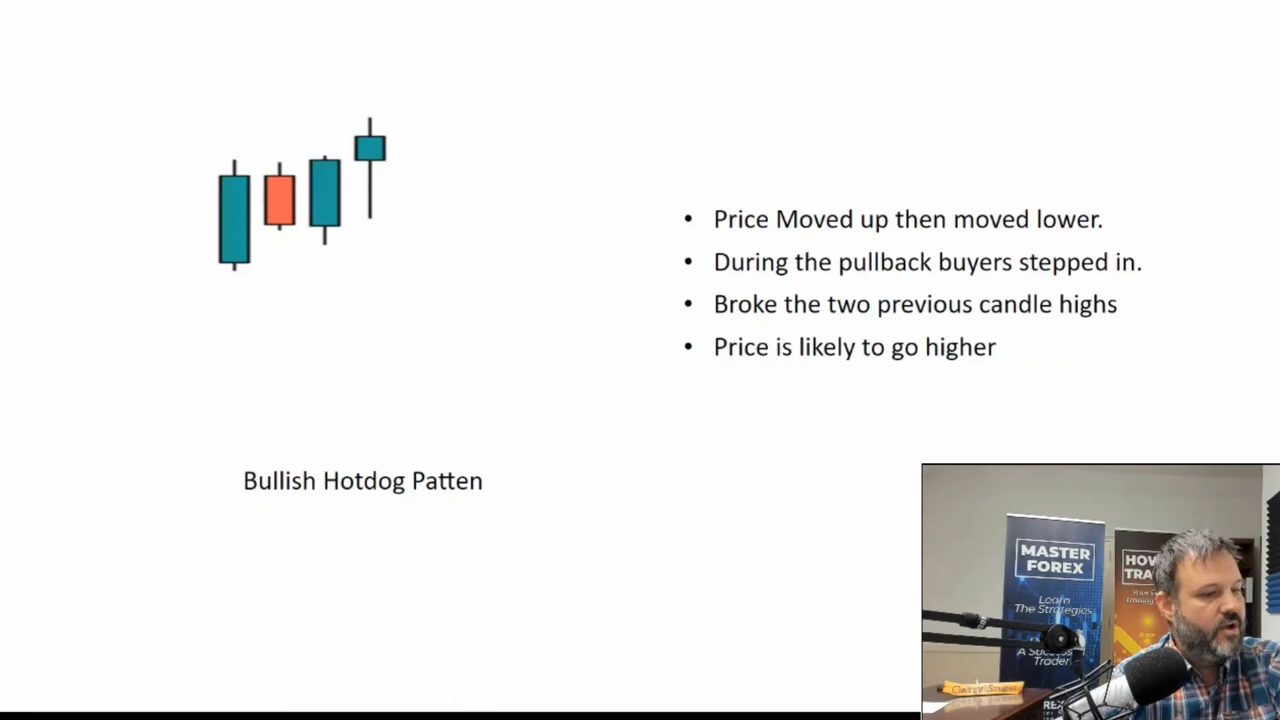 • Price Moved up then moved lower.
• During the pullback buyers stepped in.
• Broke the two previous candle highs
• Price is likely to go higher
Bullish Hotdog Patten
MASTER
FOREX
Learn
The Strategies
Trader